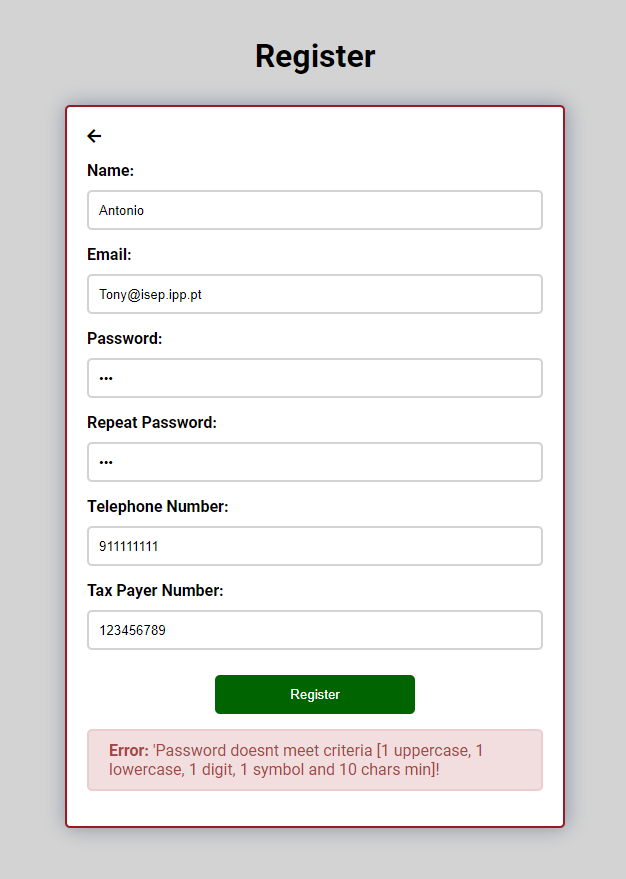 Register
Name:
Antonio
Email:
Tony@isep.ipp.pt
Password:
•••
Repeat Password:
•••
Telephone Number:
911111111
Tax Payer Number:
123456789
Register
Error: 'Password doesnt meet criteria [1 uppercase, 1
lowercase, 1 digit, 1 symbol and 10 chars min]!